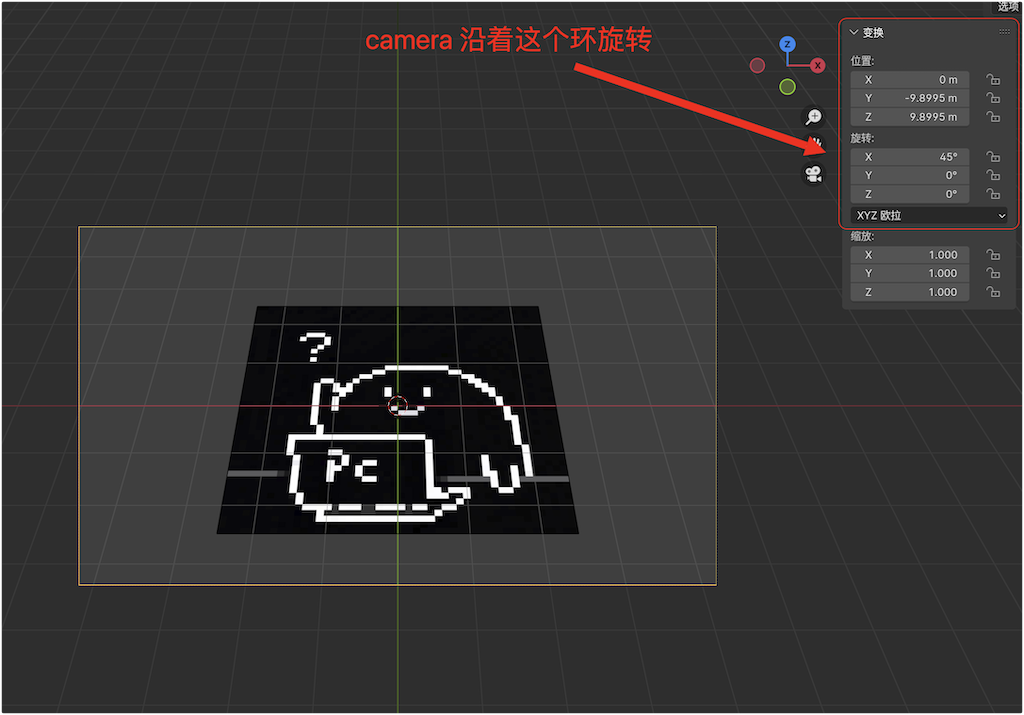 选项
camera 沿着这个环旋转
变换
Z
X
位置:
X 0 m
Y -9.8995 m
Z 9.8995 m
旋转:
X 45°
Y 0°
Z 0°
XYZ 欧拉
缩放:
X 1.000
Y 1.000
Z 1.000
?
PC